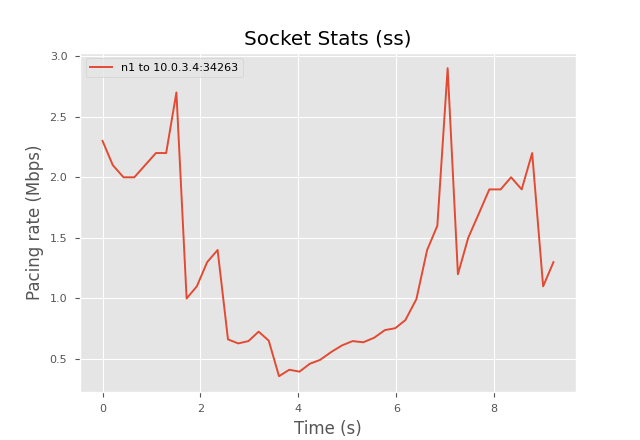 Socket Stats (ss)
n1 to 10.0.3.4:34263
Pacing rate (Mbps)
3.0
2.5
2.0
1.5
1.0
0.5
0 2 4 6 8
Time (s)